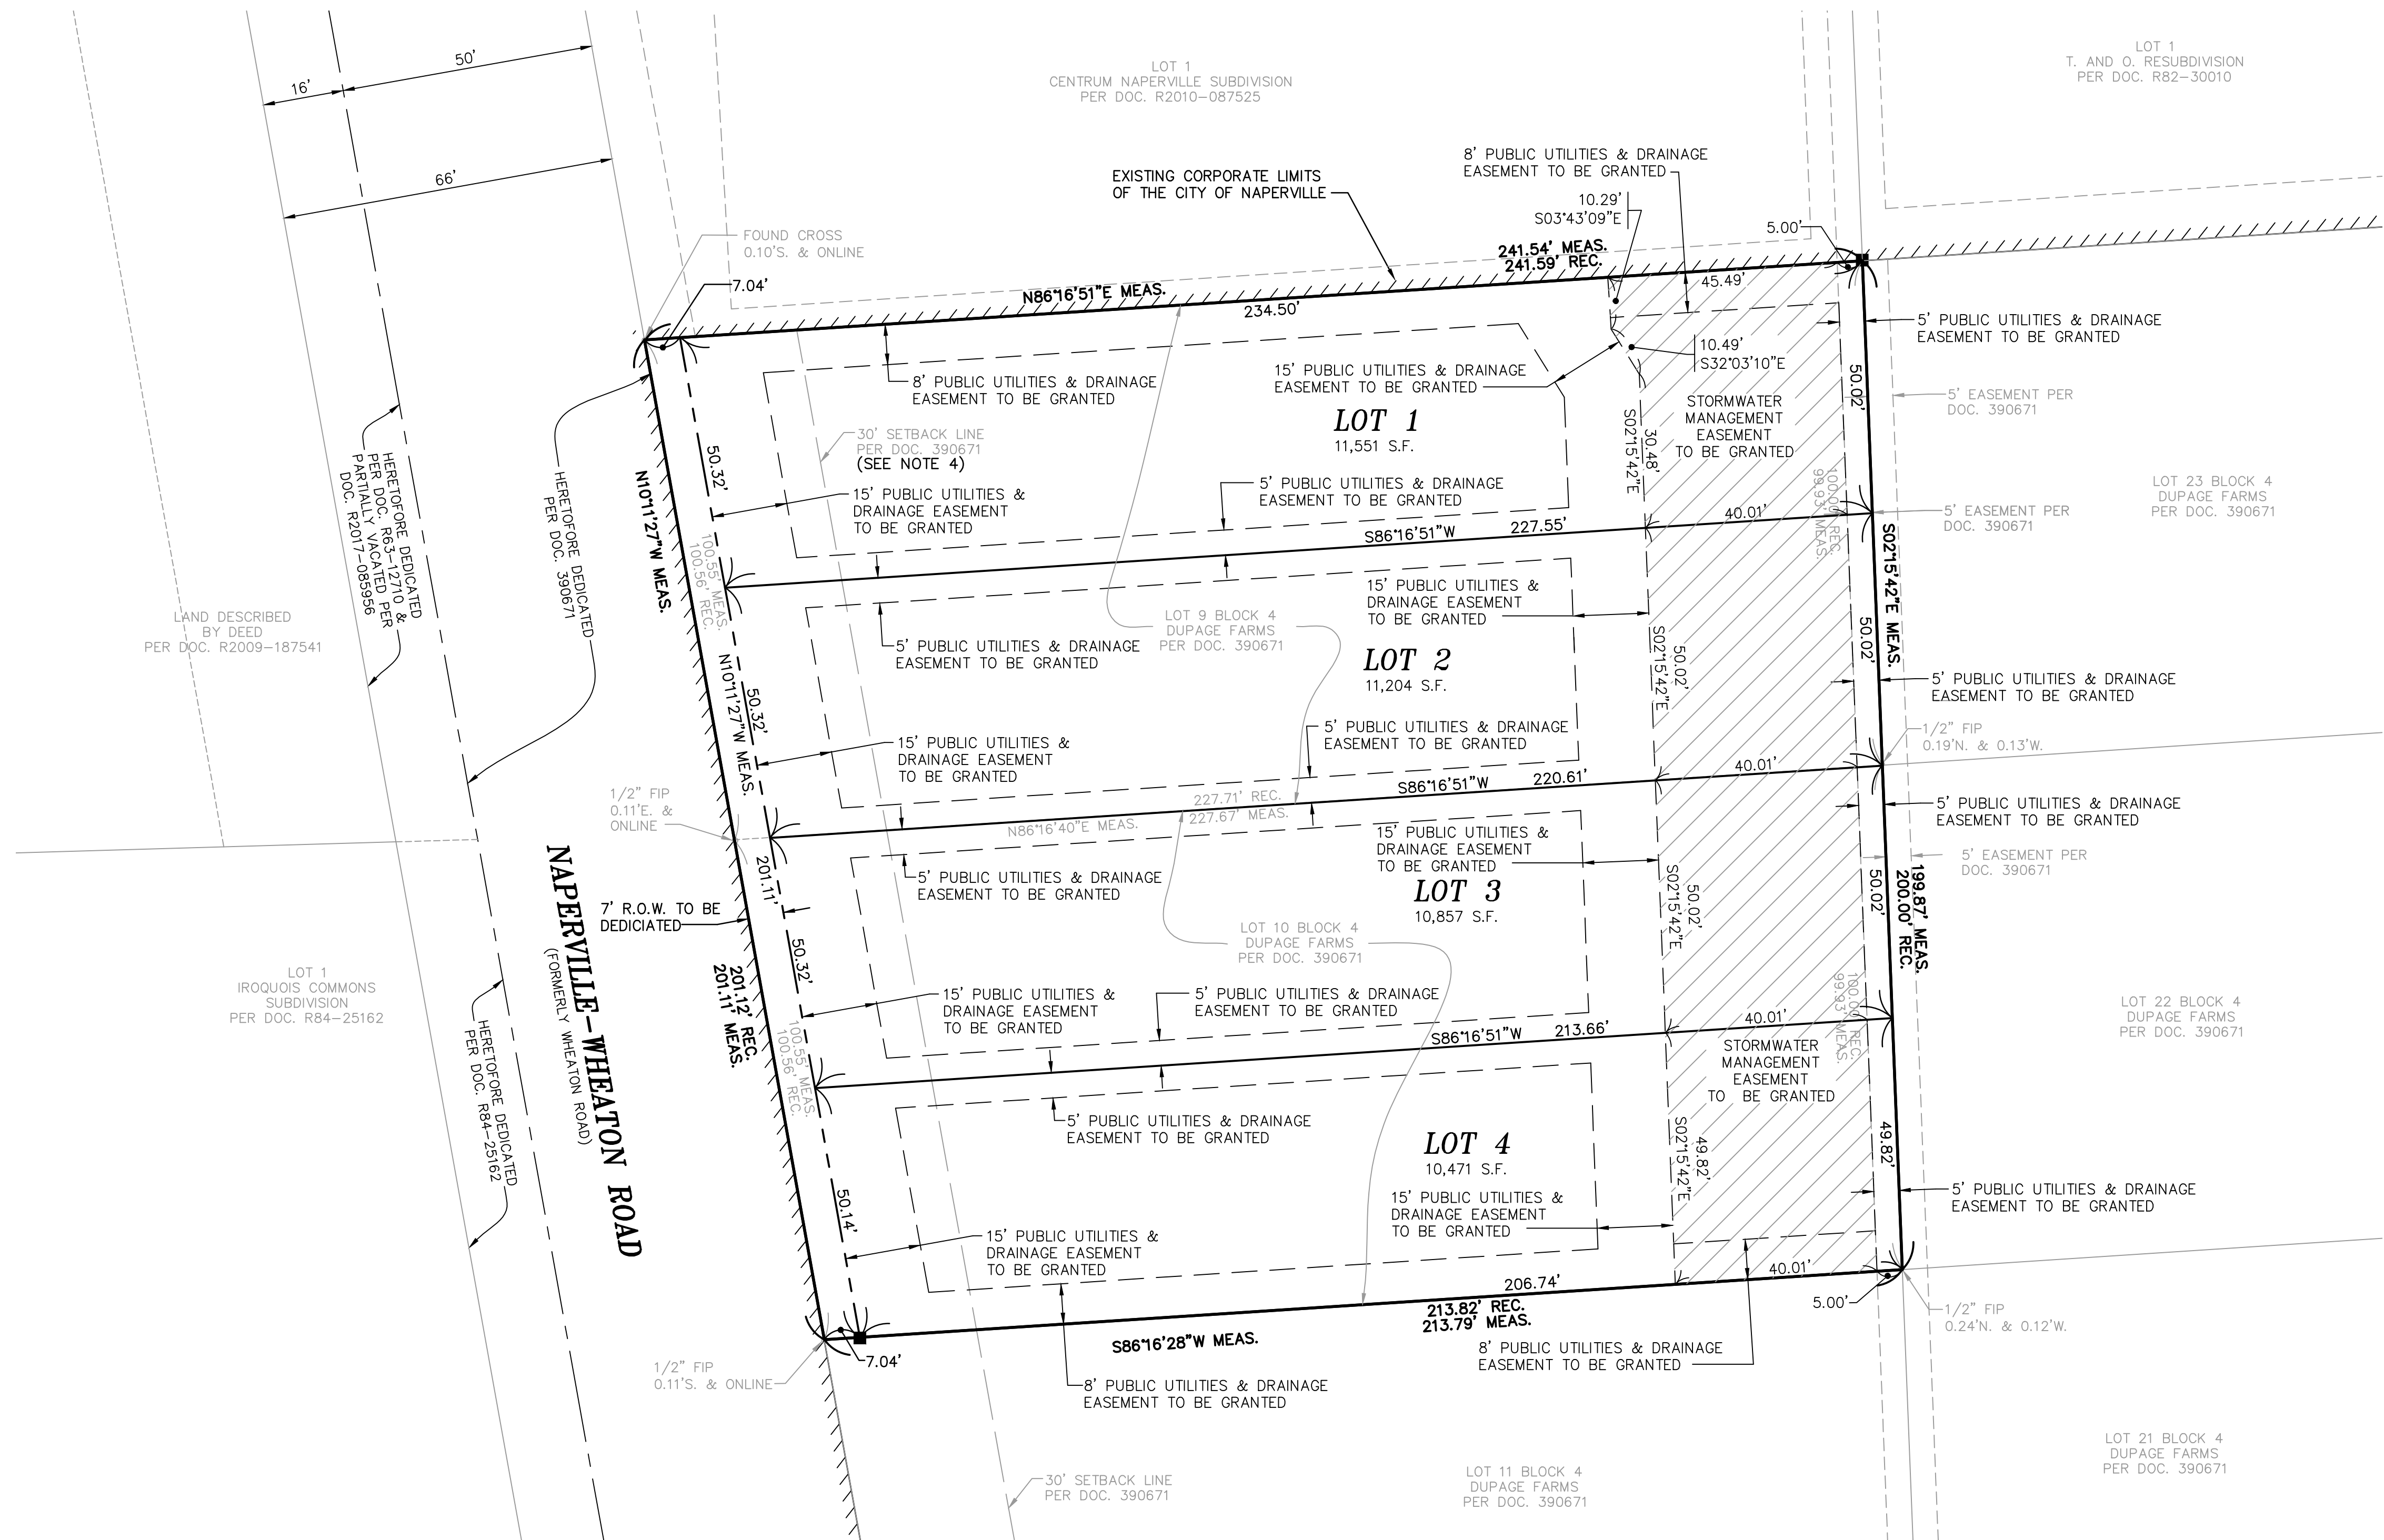 16'
50'
66'
LOT 1
CENTRUM NAPERVILLE SUBDIVISION
PER DOC. R2010-087525
LOT 1
T. AND O. RESUBDIVISION
PER DOC. R82-30010
EXISTING CORPORATE LIMITS
OF THE CITY OF NAPERVILLE
8' PUBLIC UTILITIES & DRAINAGE
EASEMENT TO BE GRANTED
10.29'
S03°43'09"E
5.00'
FOUND CROSS
0.10'S. & ONLINE
7.04'
241.54' MEAS.
241.59' REC.
N86°16'51"E MEAS.
234.50'
45.49'
10.49'
S32°03'10"E
5' PUBLIC UTILITIES & DRAINAGE
EASEMENT TO BE GRANTED
8' PUBLIC UTILITIES & DRAINAGE
EASEMENT TO BE GRANTED
15' PUBLIC UTILITIES & DRAINAGE
EASEMENT TO BE GRANTED
LOT 1
11,551 S.F.
STORMWATER
MANAGEMENT
EASEMENT
TO BE GRANTED
50.02'
5' EASEMENT PER
DOC. 390671
30' SETBACK LINE
PER DOC. 390671
(SEE NOTE 4)
50.32'
15' PUBLIC UTILITIES &
DRAINAGE EASEMENT
TO BE GRANTED
5' PUBLIC UTILITIES & DRAINAGE
EASEMENT TO BE GRANTED
S02°15'42"E
30.48'
100.00' REC.
99.93' MEAS.
LOT 23 BLOCK 4
DUPAGE FARMS
PER DOC. 390671
5' EASEMENT PER
DOC. 390671
S86°16'51"W
227.55'
40.01'
HERETOFORE DEDICATED
PER DOC. R63-12710 &
PARTIALLY VACATED PER
DOC. R2017-085956
HERETOFORE DEDICATED
PER DOC. 390671
N10°11'27"W MEAS.
100.55' MEAS.
100.56' REC.
S02°15'42"E MEAS.
LAND DESCRIBED
BY DEED
PER DOC. R2009-187541
15' PUBLIC UTILITIES &
DRAINAGE EASEMENT
TO BE GRANTED
LOT 9 BLOCK 4
DUPAGE FARMS
PER DOC. 390671
5' PUBLIC UTILITIES & DRAINAGE
EASEMENT TO BE GRANTED
LOT 2
11,204 S.F.
S02°15'42"E
50.02'
50.02'
5' PUBLIC UTILITIES & DRAINAGE
EASEMENT TO BE GRANTED
N10°11'27"W MEAS.
50.32'
15' PUBLIC UTILITIES &
DRAINAGE EASEMENT
TO BE GRANTED
5' PUBLIC UTILITIES & DRAINAGE
EASEMENT TO BE GRANTED
1/2" FIP
0.19'N. & 0.13'W.
S86°16'51"W
220.61'
40.01'
1/2" FIP
0.11'E. &
ONLINE
227.71' REC.
N86°16'40"E MEAS.
227.67' MEAS.
5' PUBLIC UTILITIES & DRAINAGE
EASEMENT TO BE GRANTED
15' PUBLIC UTILITIES &
DRAINAGE EASEMENT
TO BE GRANTED
5' PUBLIC UTILITIES & DRAINAGE
EASEMENT TO BE GRANTED
201.11'
LOT 3
10,857 S.F.
S02°15'42"E
50.02'
50.02'
5' EASEMENT PER
DOC. 390671
199.87' MEAS.
200.00' REC.
7' R.O.W. TO BE
DEDICIATED
NAPERVILLE-WHEATON ROAD
(FORMERLY WHEATON ROAD)
50.32'
LOT 10 BLOCK 4
DUPAGE FARMS
PER DOC. 390671
201.12' REC.
201.11' MEAS.
LOT 1
IROQUOIS COMMONS
SUBDIVISION
PER DOC. R84-25162
15' PUBLIC UTILITIES &
DRAINAGE EASEMENT
TO BE GRANTED
5' PUBLIC UTILITIES & DRAINAGE
EASEMENT TO BE GRANTED
100.00' REC.
99.93' MEAS.
LOT 22 BLOCK 4
DUPAGE FARMS
PER DOC. 390671
S86°16'51"W
213.66'
40.01'
100.55' MEAS.
100.56' REC.
HERETOFORE DEDICATED
PER DOC. R84-25162
STORMWATER
MANAGEMENT
EASEMENT
TO BE GRANTED
5' PUBLIC UTILITIES & DRAINAGE
EASEMENT TO BE GRANTED
LOT 4
10,471 S.F.
S02°15'42"E
49.82'
49.82'
5' PUBLIC UTILITIES & DRAINAGE
EASEMENT TO BE GRANTED
50.14'
15' PUBLIC UTILITIES &
DRAINAGE EASEMENT
TO BE GRANTED
15' PUBLIC UTILITIES &
DRAINAGE EASEMENT
TO BE GRANTED
206.74'
40.01'
213.82' REC.
213.79' MEAS.
5.00'
1/2" FIP
0.24'N. & 0.12'W.
S86°16'28"W MEAS.
7.04'
1/2" FIP
0.11'S. & ONLINE
8' PUBLIC UTILITIES & DRAINAGE
EASEMENT TO BE GRANTED
8' PUBLIC UTILITIES & DRAINAGE
EASEMENT TO BE GRANTED
30' SETBACK LINE
PER DOC. 390671
LOT 11 BLOCK 4
DUPAGE FARMS
PER DOC. 390671
LOT 21 BLOCK 4
DUPAGE FARMS
PER DOC. 390671